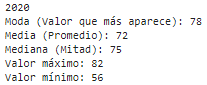 2020
Moda (Valor que más aparece): 78
Media (Promedio): 72
Mediana (Mitad): 75
Valor máximo: 82
Valor mínimo: 56